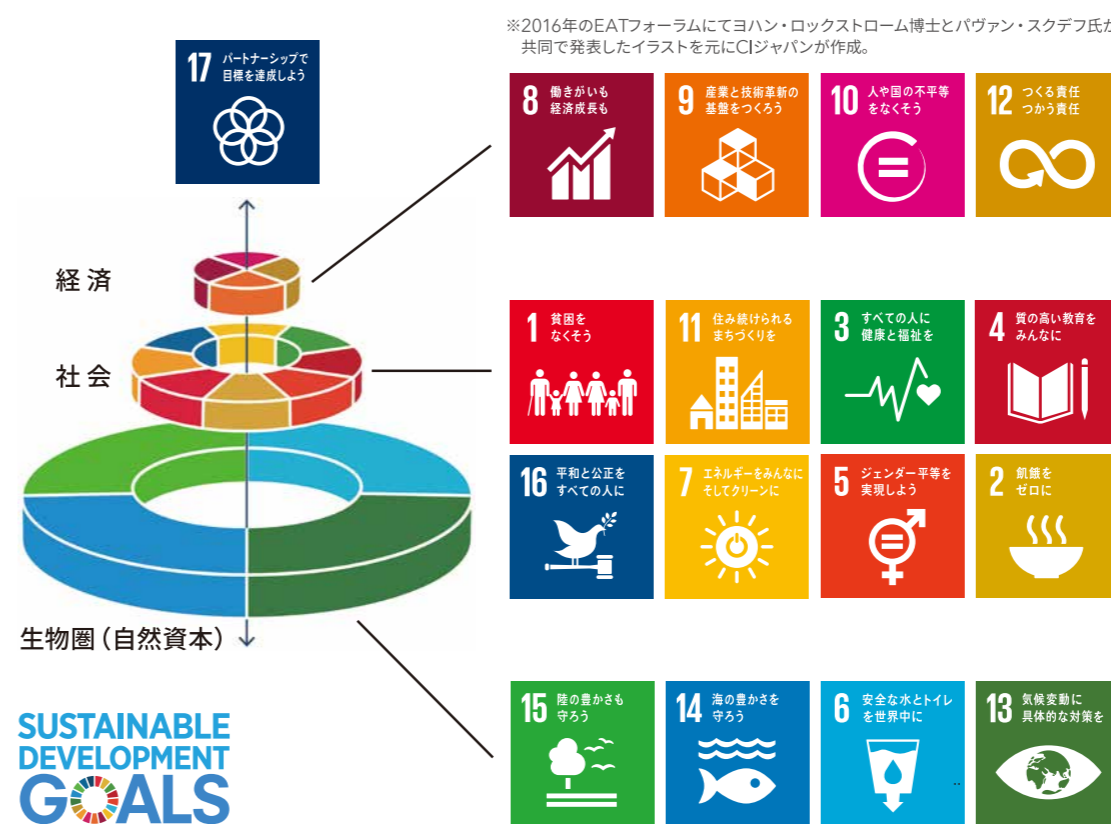 ※2016年のEATフォーラムにてヨハン・ロックストローム博士とパヴァン・スクデフ氏が
共同で発表したイラストを元にCIジャパンが作成。
17 パートナーシップで
目標を達成しよう
8 働きがいも
経済成長も
9 産業と技術革新の
基盤をつくろう
10 人や国の不平等
をなくそう
12 つくる責任
つかう責任
経済
社会
生物圏(自然資本)
1 貧困を
なくそう
11 住み続けられる
まちづくりを
3 すべての人に
健康と福祉を
4 質の高い教育を
みんなに
16 平和と公正を
すべての人に
7 エネルギーをみんなに
そしてクリーンに
5 ジェンダー平等を
実現しよう
2 飢餓を
ゼロに
15 陸の豊かさも
守ろう
14 海の豊かさを
守ろう
6 安全な水とトイレ
を世界中に
13 気候変動に
具体的な対策を
SUSTAINABLE
DEVELOPMENT
GOALS